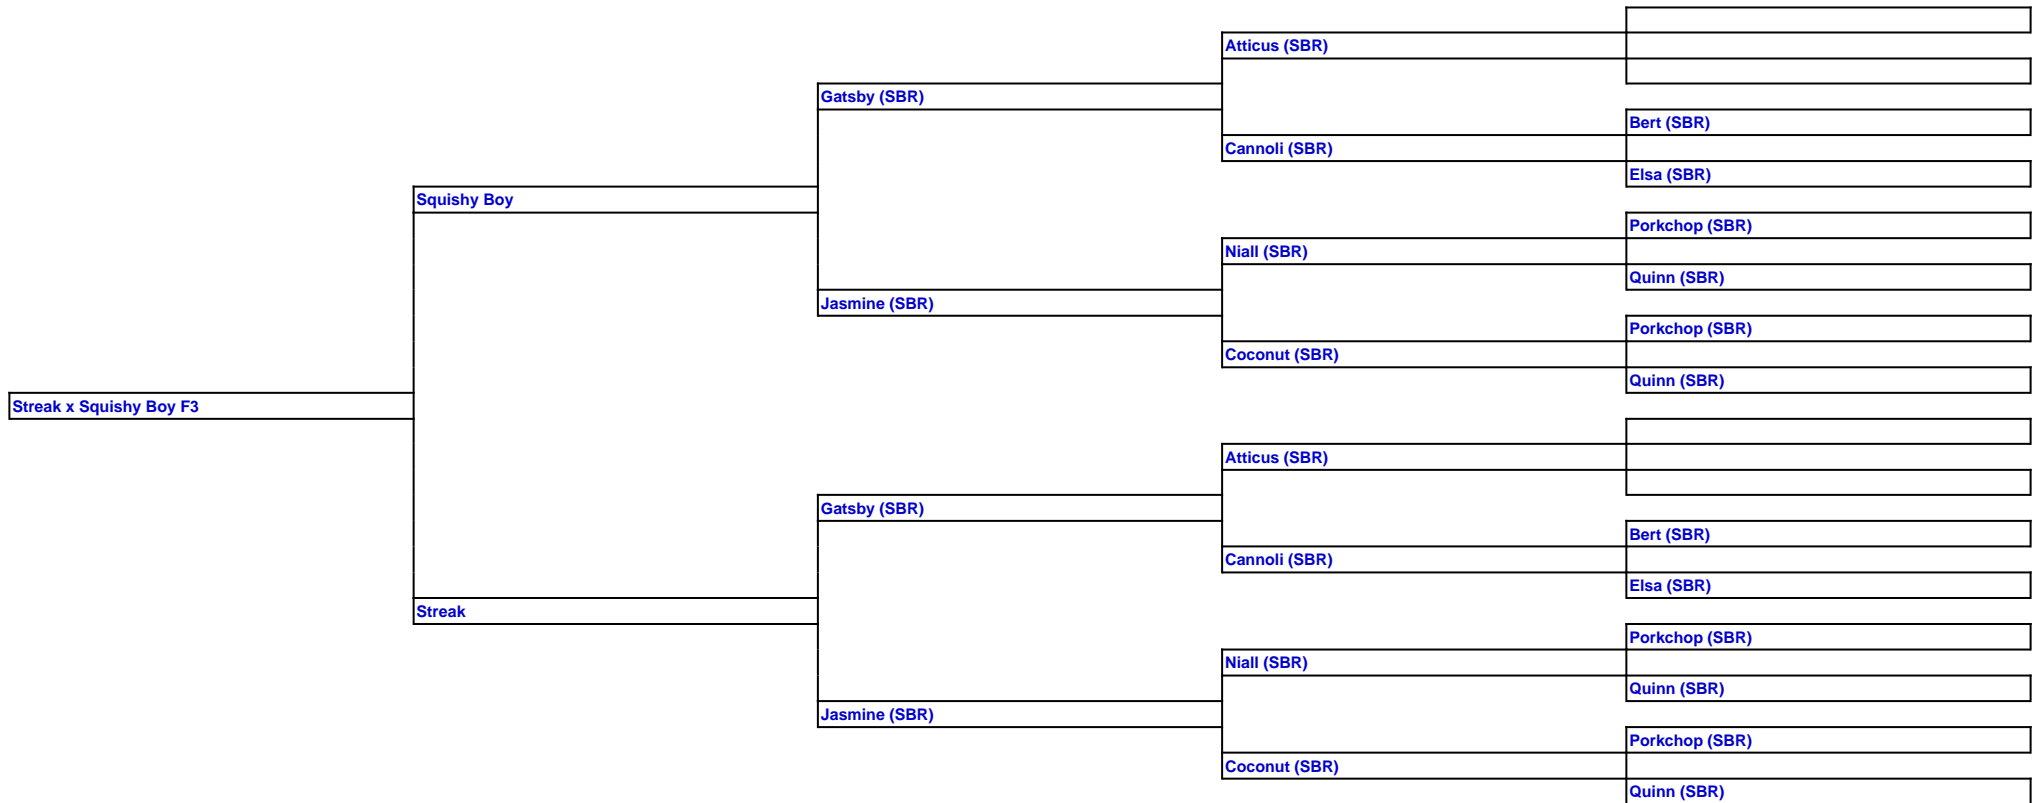 Atticus (SBR)
Gatsby (SBR)
Bert (SBR)
Cannoli (SBR)
Elsa (SBR)
Squishy Boy
Porkchop (SBR)
Niall (SBR)
Quinn (SBR)
Jasmine (SBR)
Porkchop (SBR)
Coconut (SBR)
Quinn (SBR)
Streak x Squishy Boy F3
Atticus (SBR)
Gatsby (SBR)
Bert (SBR)
Cannoli (SBR)
Elsa (SBR)
Streak
Porkchop (SBR)
Niall (SBR)
Quinn (SBR)
Jasmine (SBR)
Porkchop (SBR)
Coconut (SBR)
Quinn (SBR)